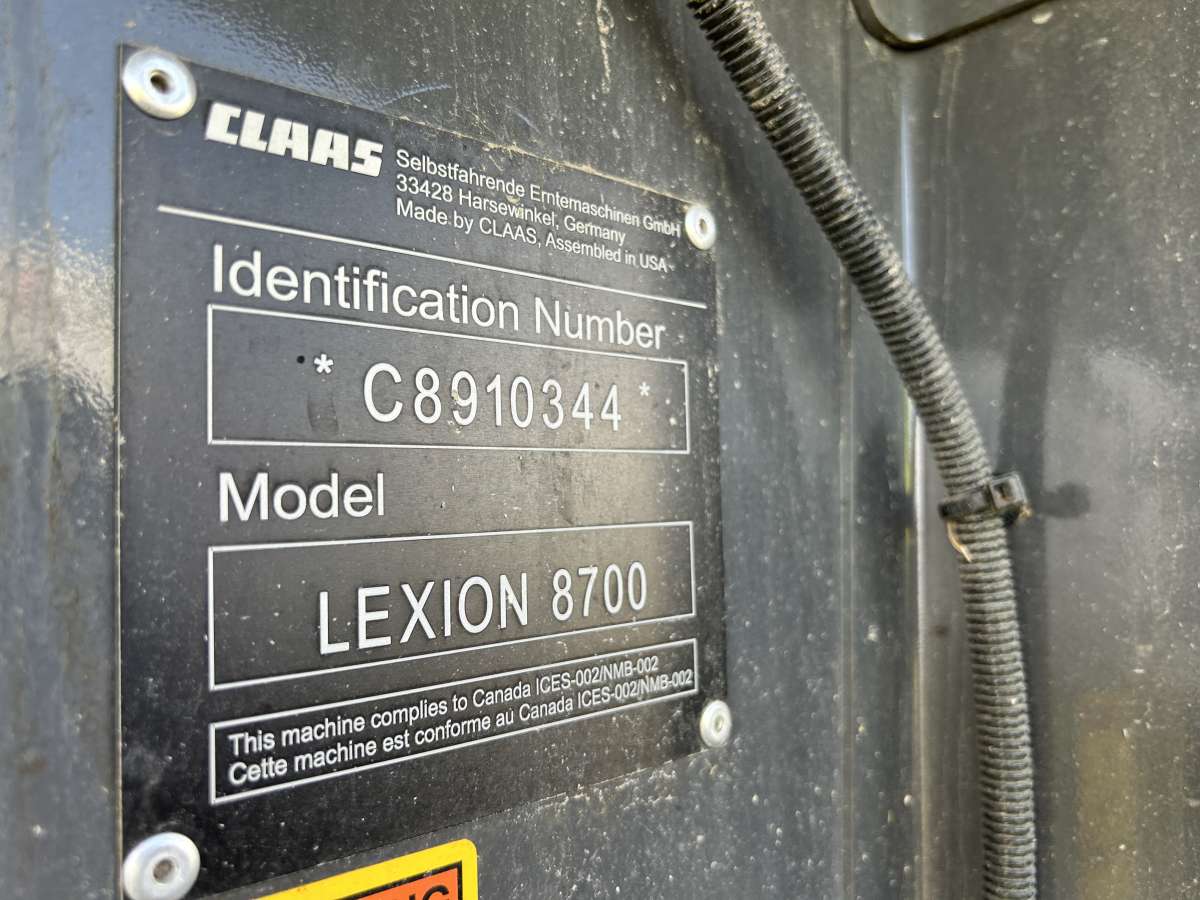 CLAAS
Selbstfahrende Erntemaschinen GmbH
33428 Harsewinkel, Germany
Made by CLAAS, Assembled in USA
Identification Number
* C8910344 *
Model
LEXION 8700
This machine complies to Canada ICES-002/NMB-002
Cette machine est conforme au Canada ICES-002/NMB-002